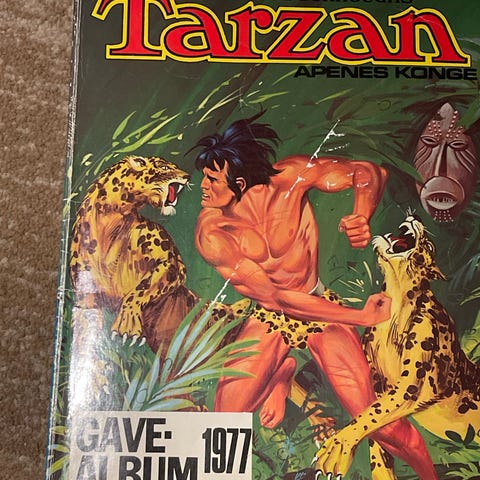 Tarzan
APENES KONGE
GAVE-
ALBUM 1977